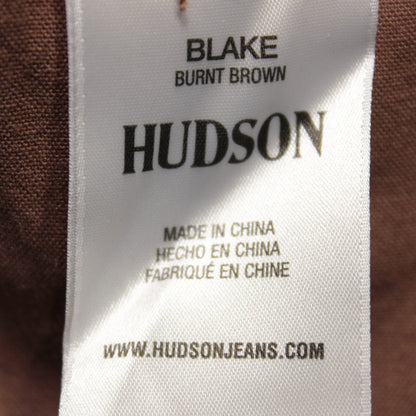 BLAKE
BURNT BROWN
HUDSON
MADE IN CHINA
HECHO EN CHINA
FABRIQUÉ EN CHINE
WWW.HUDSONJEANS.COM